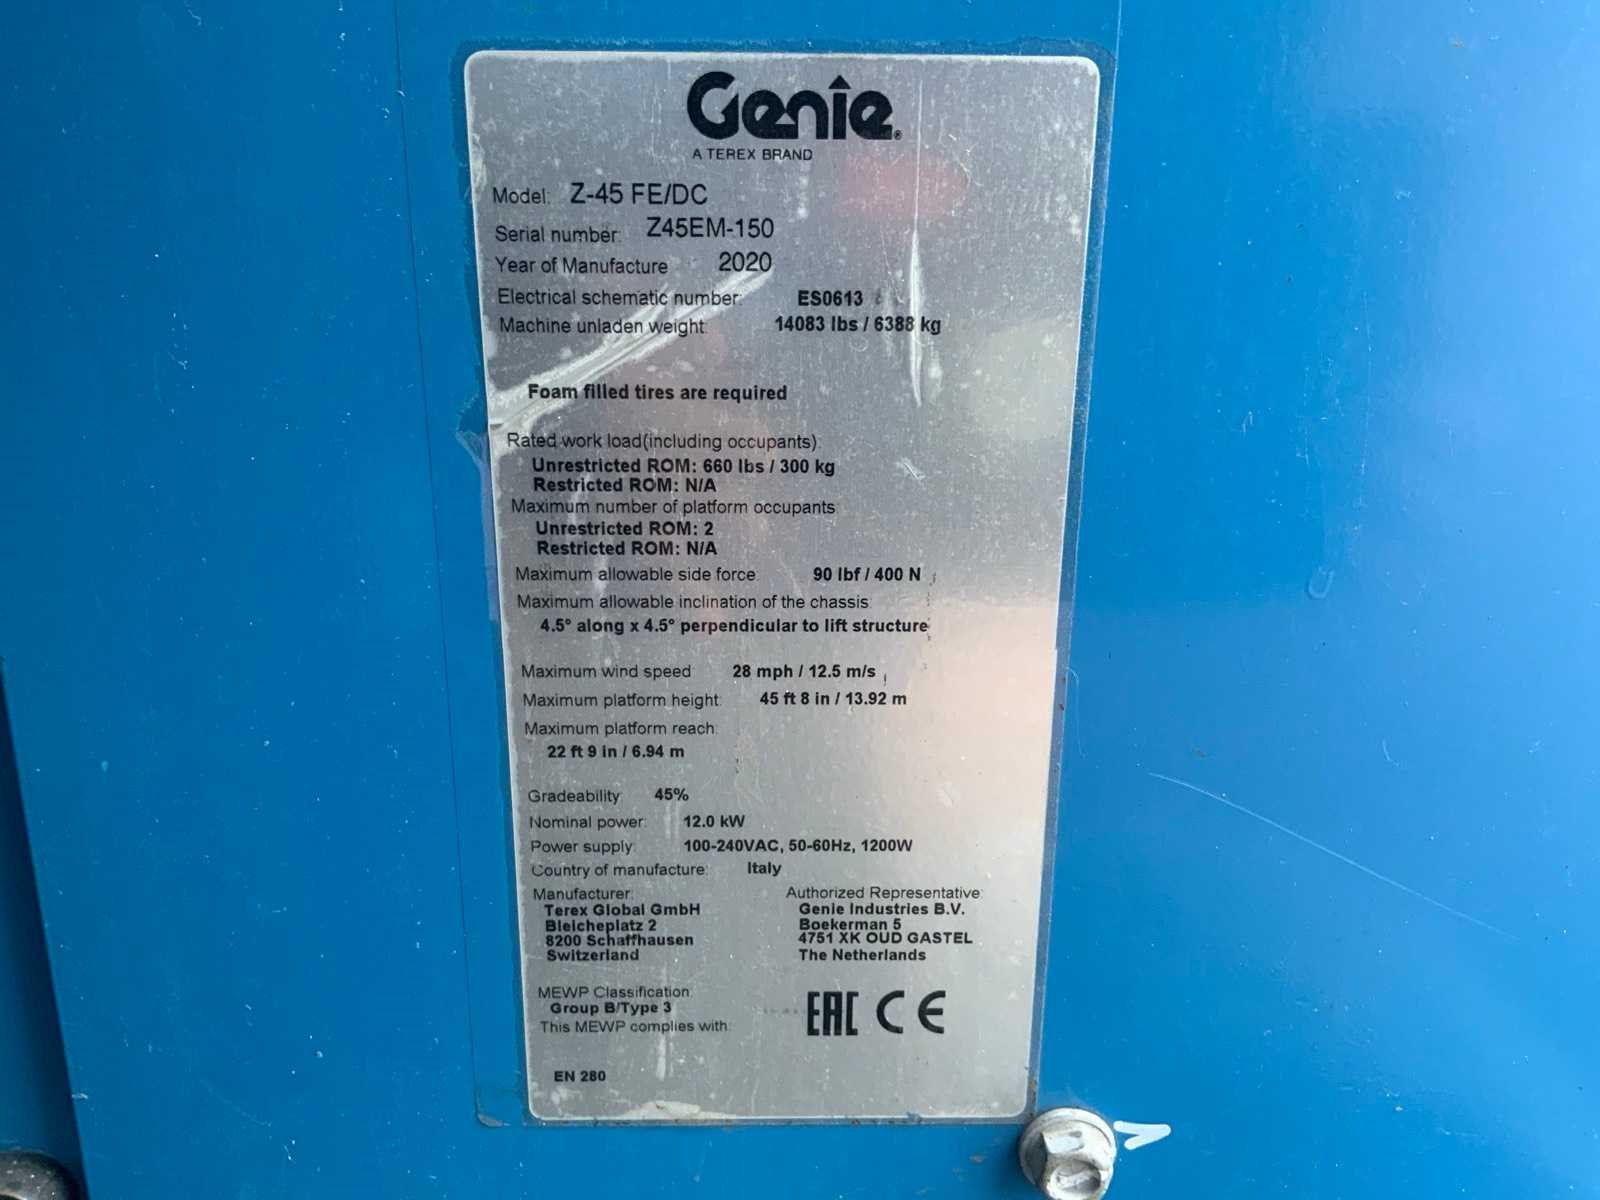 Genie®
A TEREX BRAND
Model: Z-45 FE/DC
Serial number: Z45EM-150
Year of Manufacture 2020
Electrical schematic number: ES0613
Machine unladen weight: 14083 lbs / 6388 kg
Foam filled tires are required
Rated work load(including occupants):
Unrestricted ROM: 660 lbs / 300 kg
Restricted ROM: N/A
Maximum number of platform occupants
Unrestricted ROM: 2
Restricted ROM: N/A
Maximum allowable side force: 90 lbf / 400 N
Maximum allowable inclination of the chassis:
4.5° along x 4.5° perpendicular to lift structure
Maximum wind speed 28 mph / 12.5 m/s
Maximum platform height: 45 ft 8 in / 13.92 m
Maximum platform reach:
22 ft 9 in / 6.94 m
Gradeability 45%
Nominal power: 12.0 kW
Power supply: 100-240VAC, 50-60Hz, 1200W
Country of manufacture: Italy
Manufacturer:
Terex Global GmbH
Bleicheplatz 2
8200 Schaffhausen
Switzerland
Authorized Representative:
Genie Industries B.V.
Boekerman 5
4751 XK OUD GASTEL
The Netherlands
MEWP Classification:
Group B/Type 3
This MEWP complies with:
EAC CE
EN 280